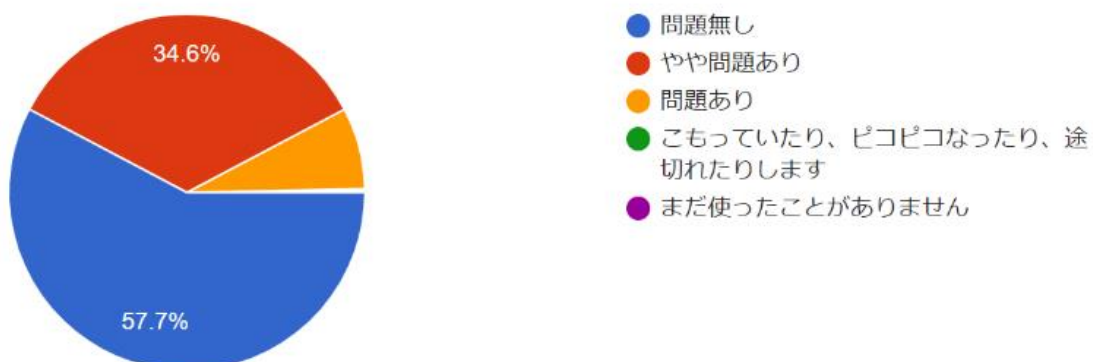 34.6%
57.7%
問題無し
やや問題あり
問題あり
こもっていたり、ピコピコなったり、途
切れたりします
まだ使ったことがありません